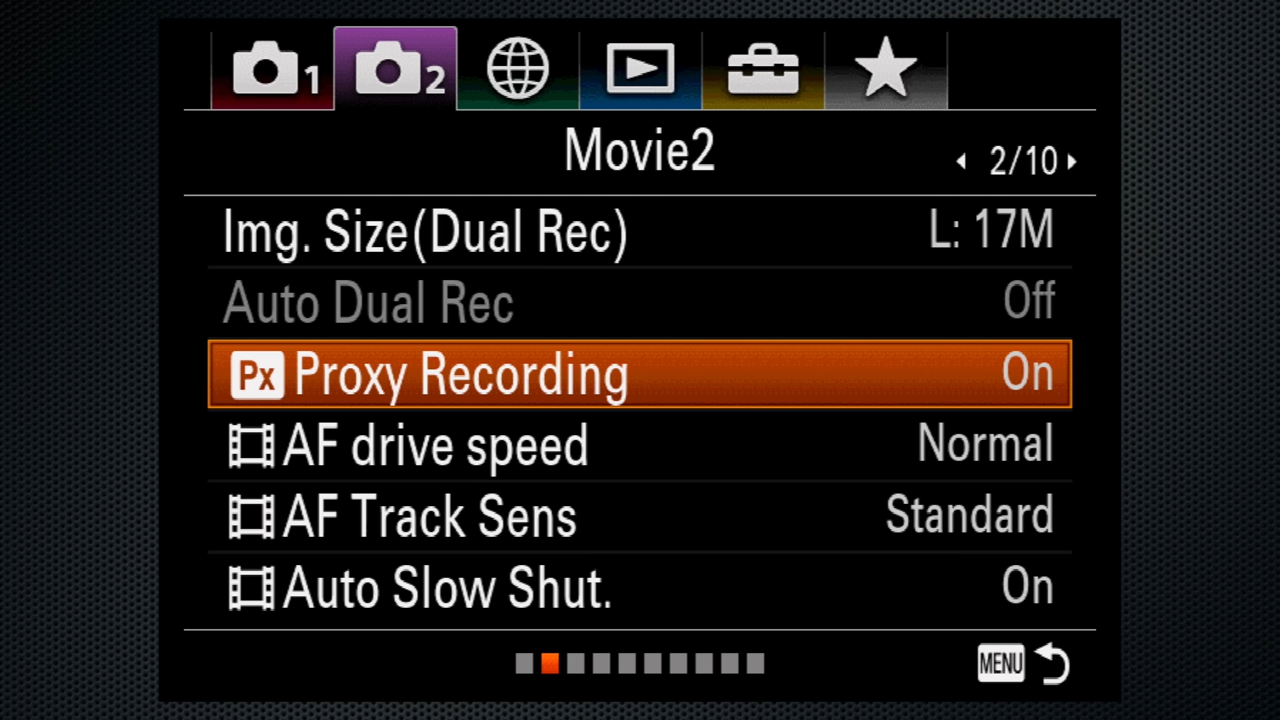 1 2
Movie2 2/10
Img. Size(Dual Rec) L: 17M
Auto Dual Rec Off
Px Proxy Recording On
AF drive speed Normal
AF Track Sens Standard
Auto Slow Shut. On
MENU